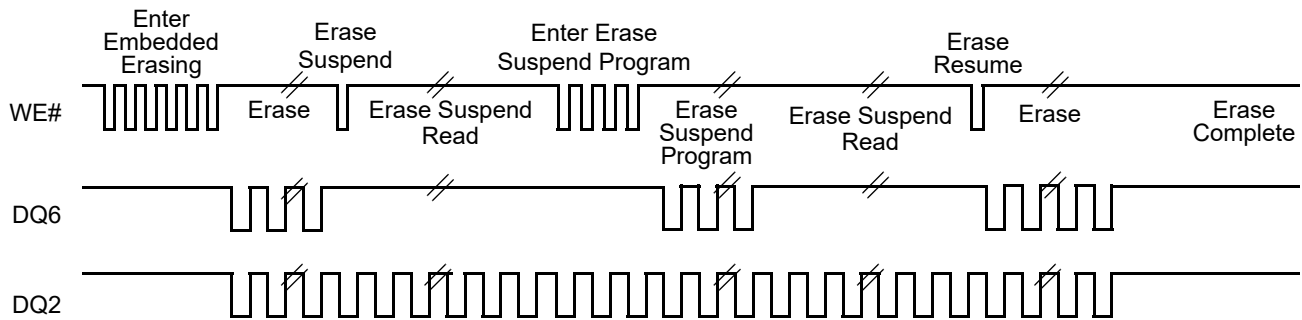 Enter
Embedded
Erasing
Erase
Suspend
Enter Erase
Suspend Program
Erase
Resume
WE#
Erase
Erase Suspend
Read
Erase
Suspend
Program
Erase Suspend
Read
Erase
Erase
Complete
DQ6
DQ2